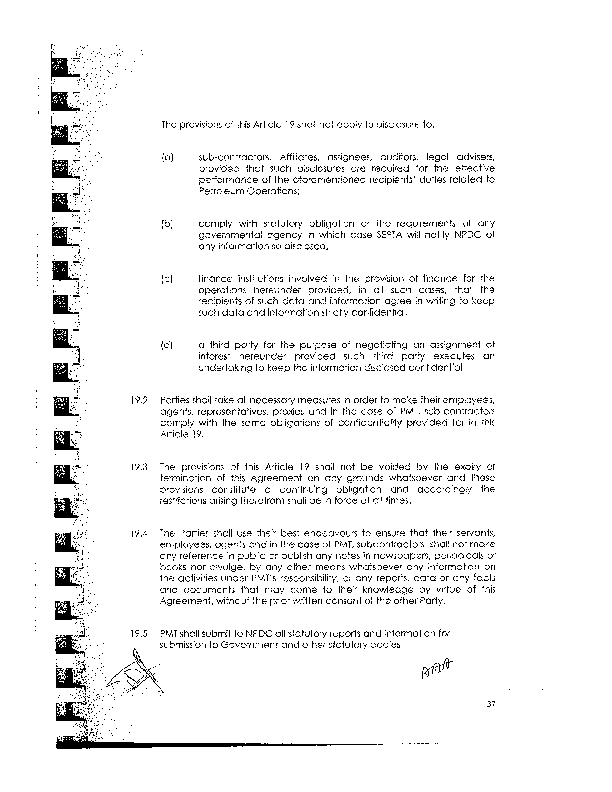 The provisions of this Article 19 shall not apply to disclosure to:
(a) sub-contractors, Affiliates, assignees, auditors, legal advisers,
provided that such disclosures are required for the effective
performance of the aforementioned recipients' duties related to
Petroleum Operations;
(b) comply with statutory obligation or the requirements of any
governmental agency in which case SEPTA will notify NPDC of
any information so disclosed;
(c) finance institutions involved in the provision of finance for the
operations hereunder provided, in all such cases, that the
recipients of such data and information agree in writing to keep
such data and information strictly confidential.
(d) a third party for the purpose of negotiating an assignment of
interest hereunder provided such third party executes an
undertaking to keep the information disclosed confidential
19.2 Parties shall take all necessary measures in order to make their employees,
agents, representatives, proxies and in the case of PMT, sub-contractors
comply with the same obligations of confidentiality provided for in this
Article 19.
19.3 The provisions of this Article 19 shall not be voided by the expiry or
termination of this Agreement on any grounds whatsoever and these
provisions constitute a continuing obligation and accordingly the
restrictions arising therefrom shall be in force at all times.
19.4 The Parties shall use their best endeavours to ensure that their servants,
employees, agents and in the case of PMT, subcontractors, shall not make
any reference in public or publish any notes in newspapers, periodicals or
books nor divulge, by any other means whatsoever any information on
the activities under PMT's responsibility, or any reports, data or any facts
and documents that may come to their knowledge by virtue of this
Agreement, without the prior written consent of the other Party.
19.5 PMT shall submit to NPDC all statutory reports and information for
submission to Government and other statutory bodies
37